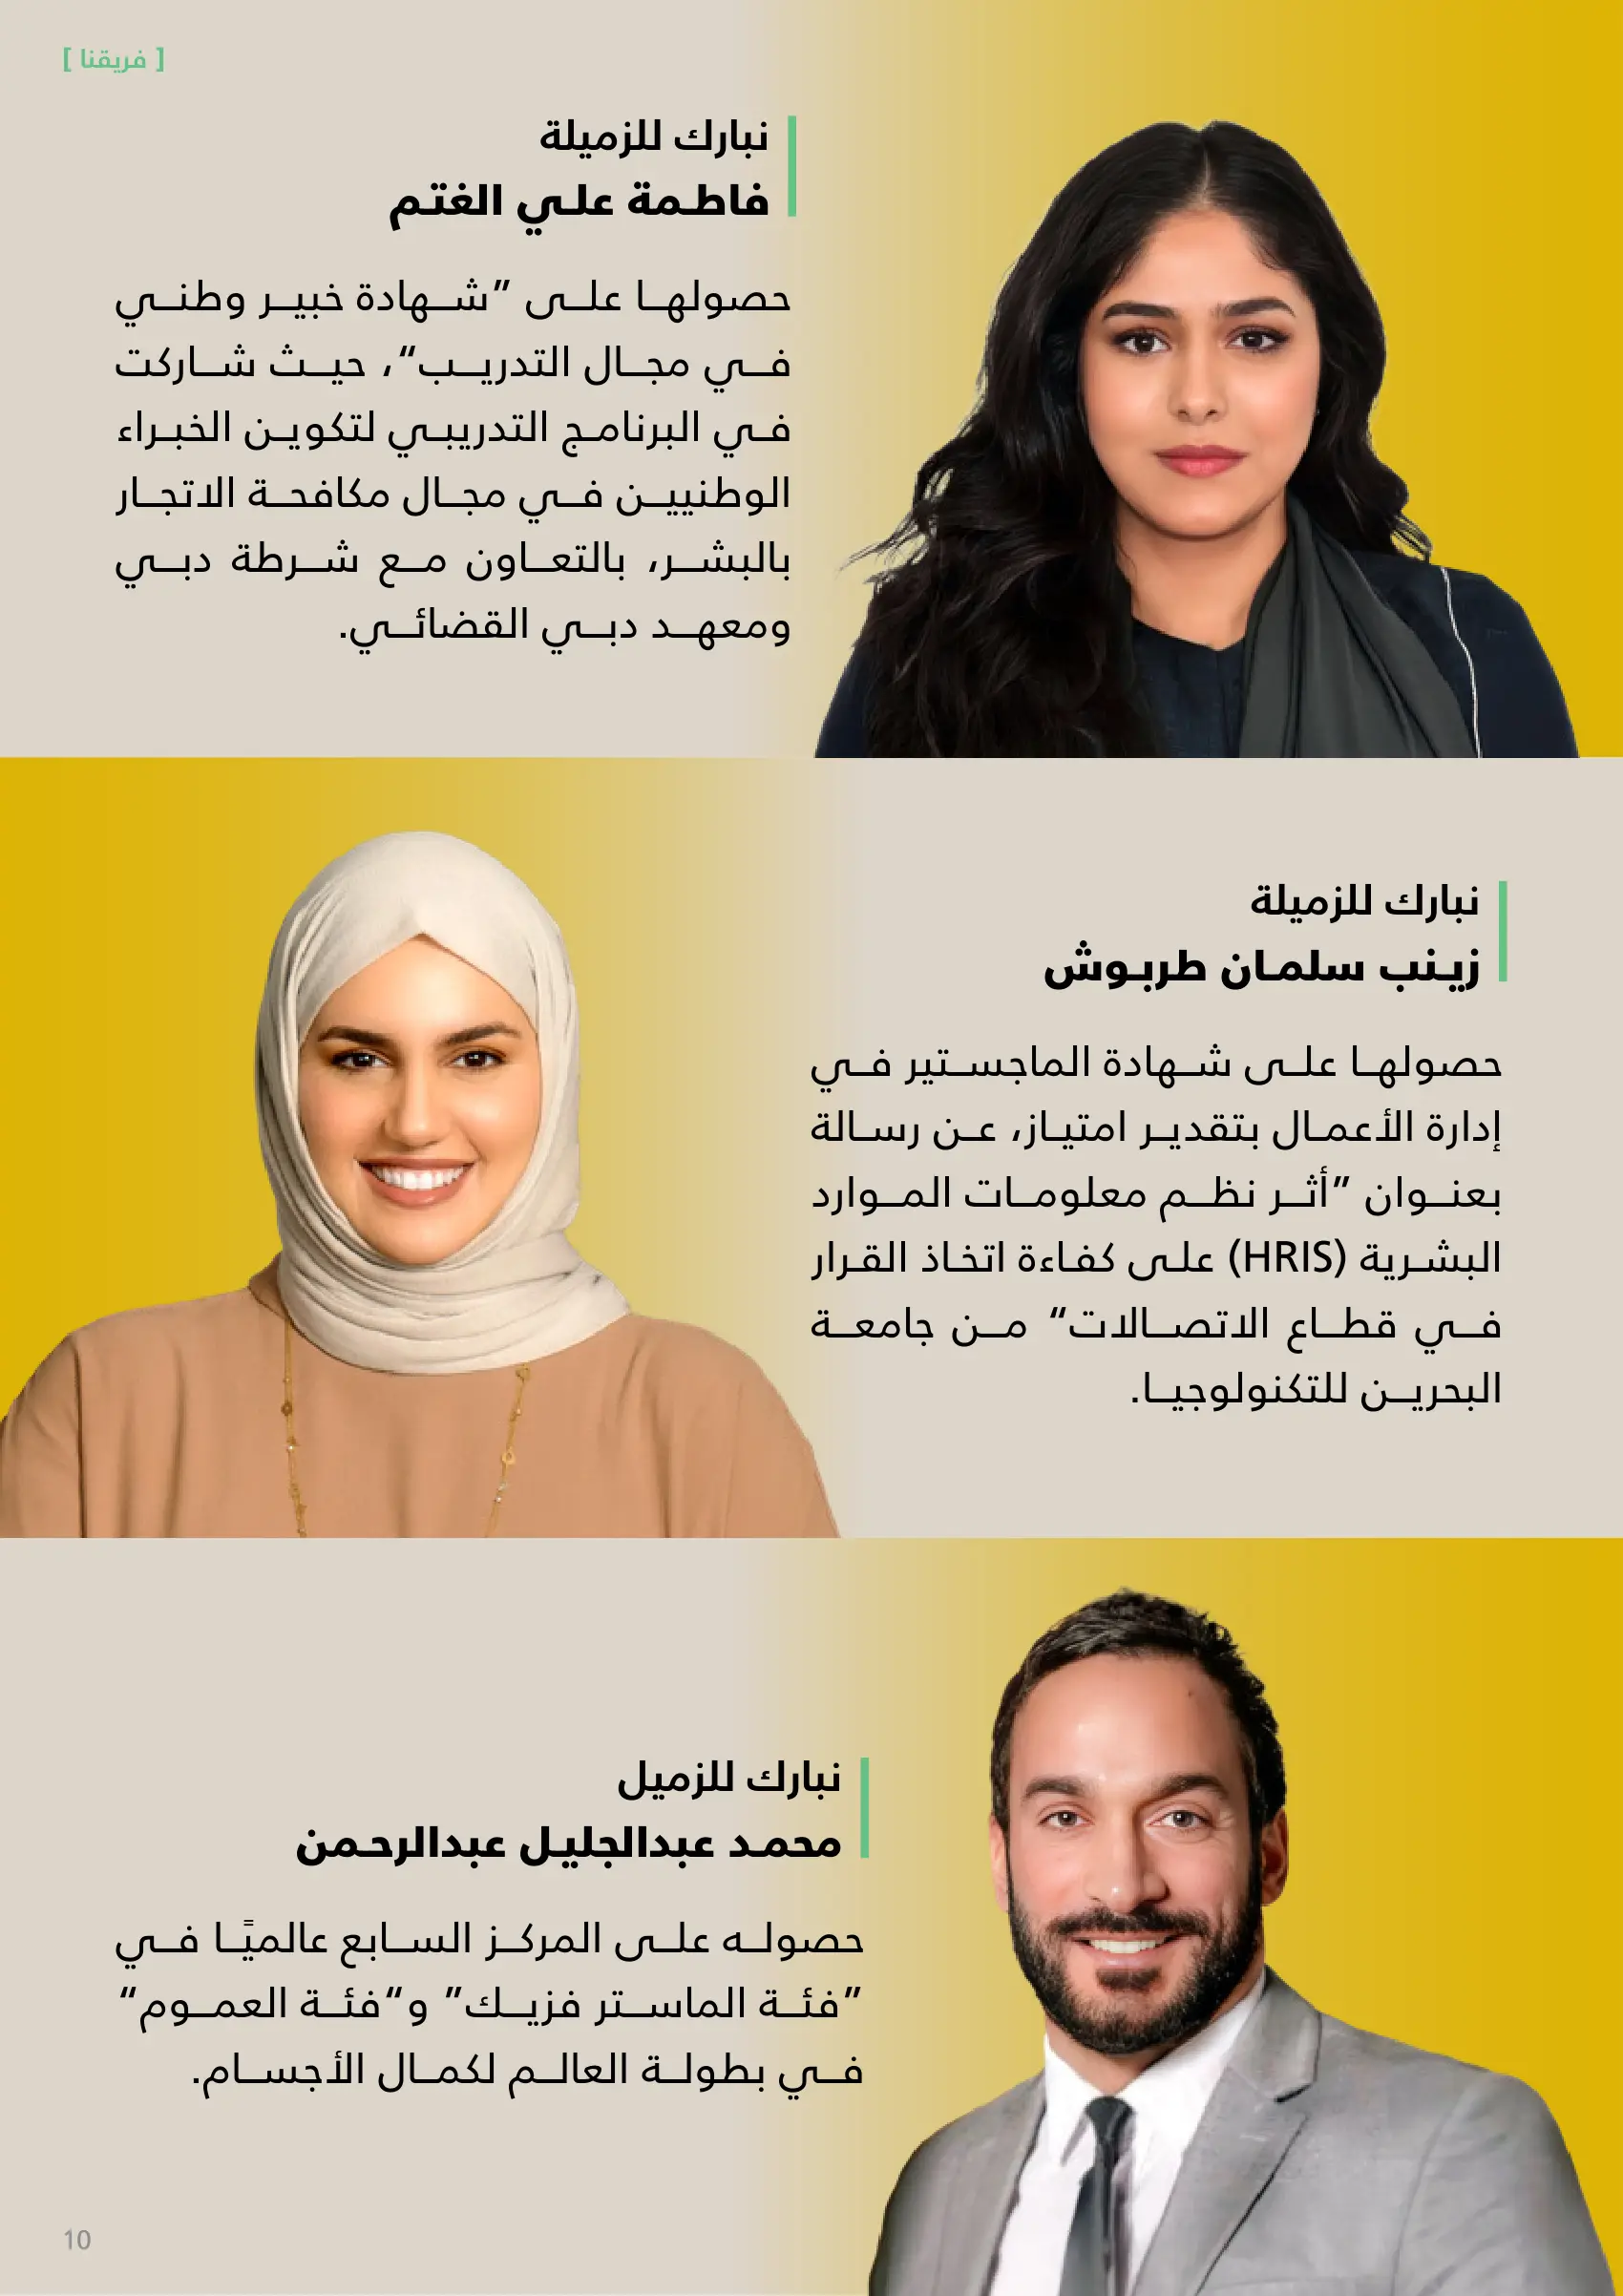 [ فريقنا ]
نبارك للزميلة
فاطمة علي الغتم
حصولها على "شهادة خبير وطني
في مجال التدريب"، حيث شاركت
في البرنامج التدريبي لتكوين الخبراء
الوطنيين في مجال مكافحة الاتجار
بالبشر، بالتعاون مع شرطة دبي
ومعهد دبي القضائي.
نبارك للزميلة
زينب سلمان طربوش
حصولها على شهادة الماجستير في
إدارة الأعمال بتقدير امتياز، عن رسالة
بعنوان "أثر نظم معلومات الموارد
البشرية (HRIS) على كفاءة اتخاذ القرار
في قطاع الاتصالات" من جامعة
البحرين للتكنولوجيا.
نبارك للزميل
محمد عبدالجليل عبدالرحمن
حصوله على المركز السابع عالميًا في
"فئة الماستر فزيك" و"فئة العموم"
في بطولة العالم لكمال الأجسام.
10